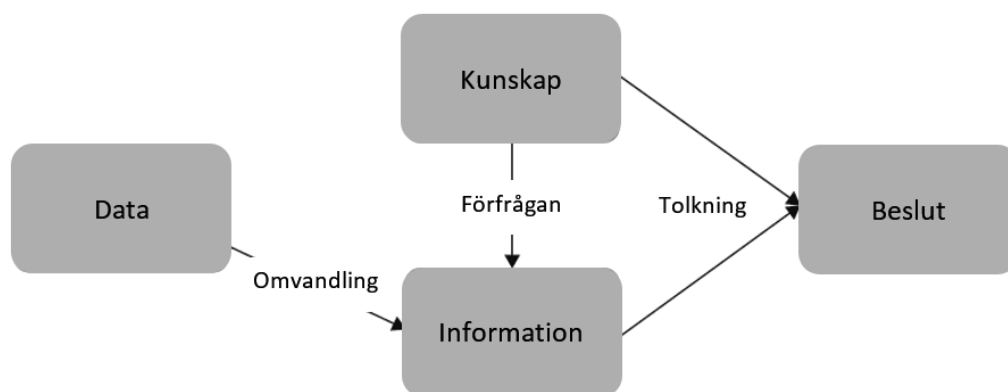 Kunskap
Data
Förfrågan
Tolkning
Beslut
Omvandling
Information